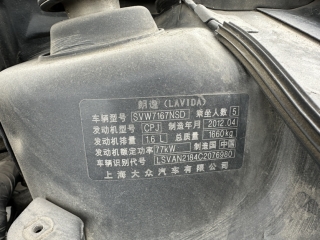 朗逸 (LAVIDA)
车辆型号 SVW7167NSD 乘坐人数 5
发动机型号 CPJ 制造年月 2012.04
发动机排量 1.6 L 总质量 1660kg
发动机额定功率 77kW 制造国 中国
车辆识别代号 LSVAN2184C2076980
上海大众汽车有限公司